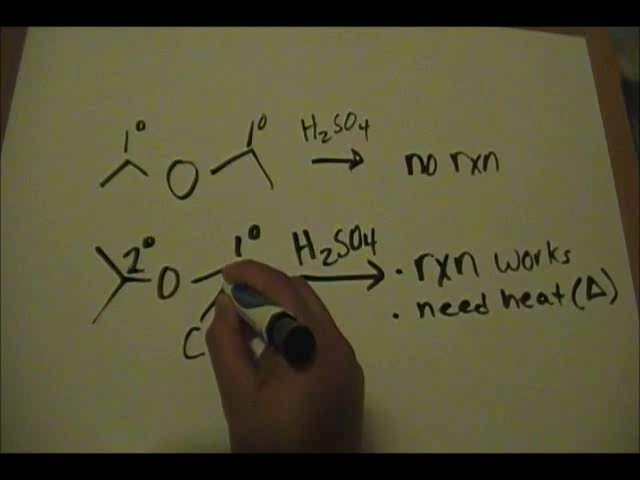 1° O 1° H₂SO₄ → no rxn
2° O 1° H₂SO₄ → • rxn works
• need heat (Δ)
C